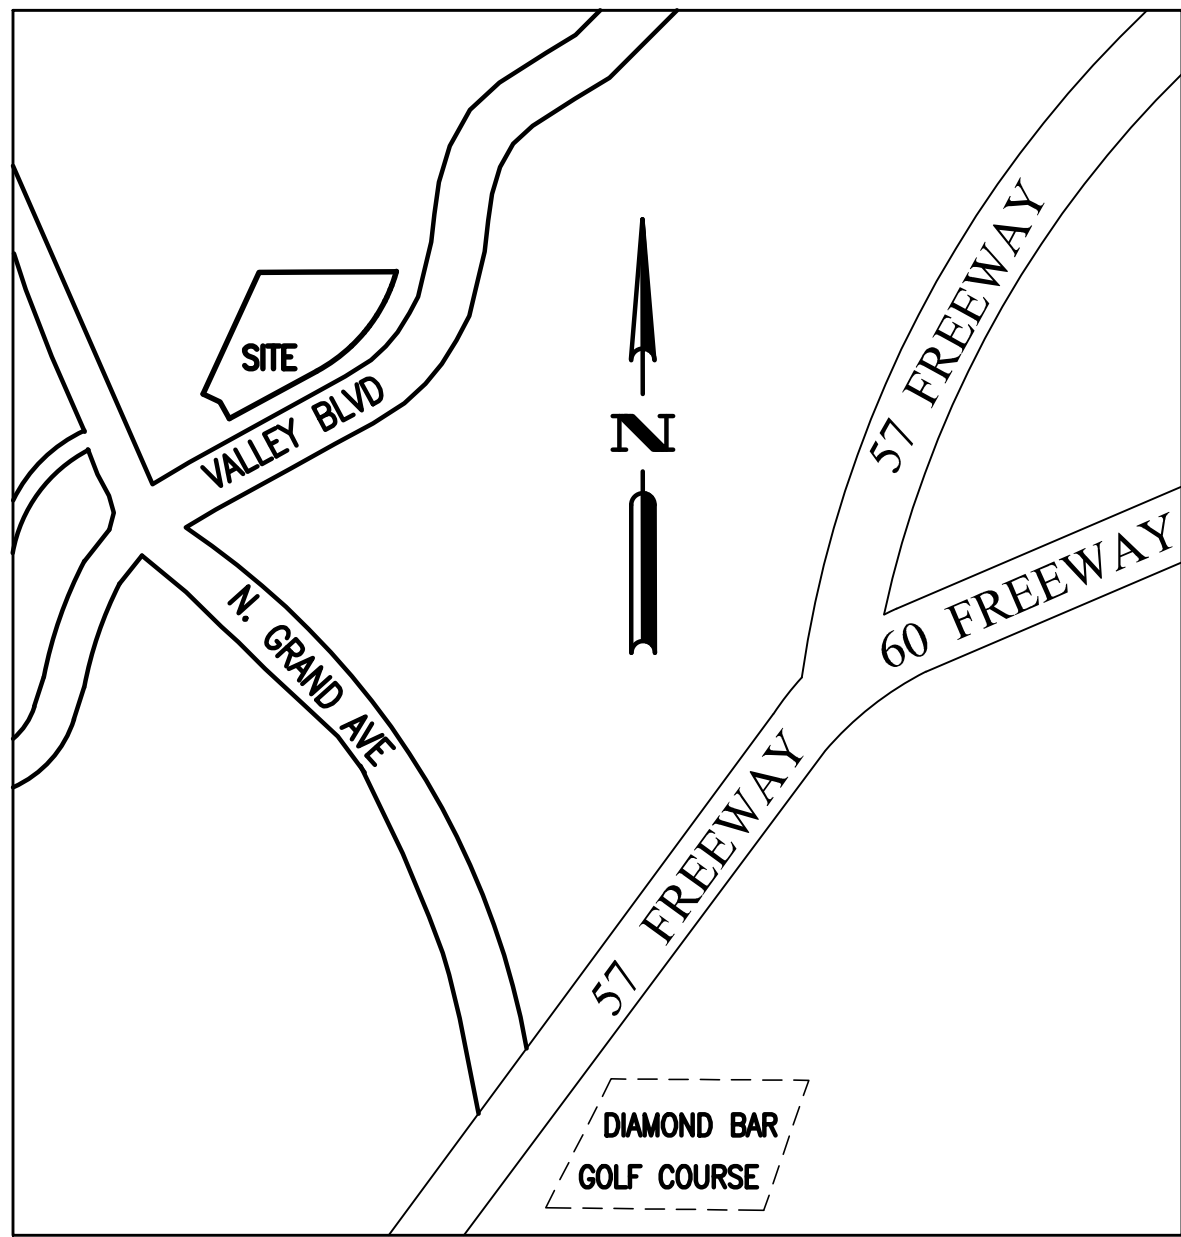 57 FREEWAY
SITE
VALLEY BLVD
N
60 FREEWAY
N. GRAND AVE
57 FREEWAY
DIAMOND BAR
GOLF COURSE